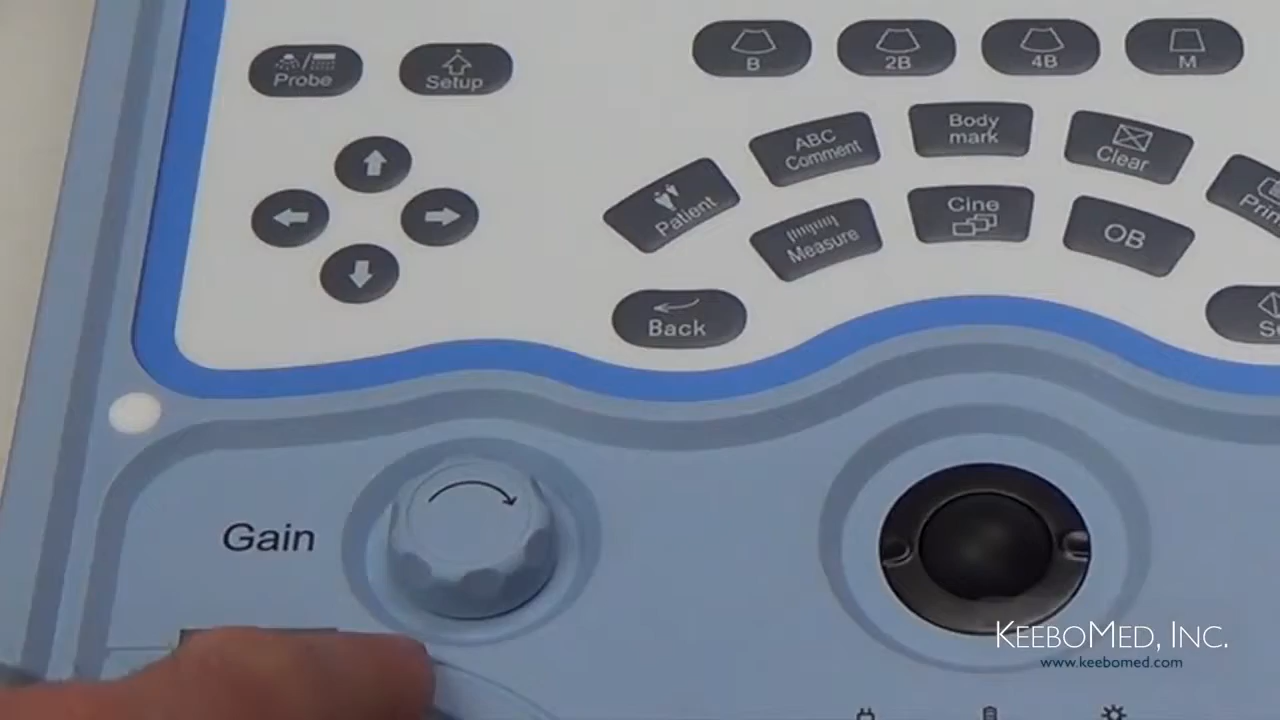 Probe
Setup
B
2B
4B
M
ABC
Comment
Body
mark
Clear
Patient
Measure
Cine
OB
Back
Gain
KEEBOMED, INC.
www.keebomed.com